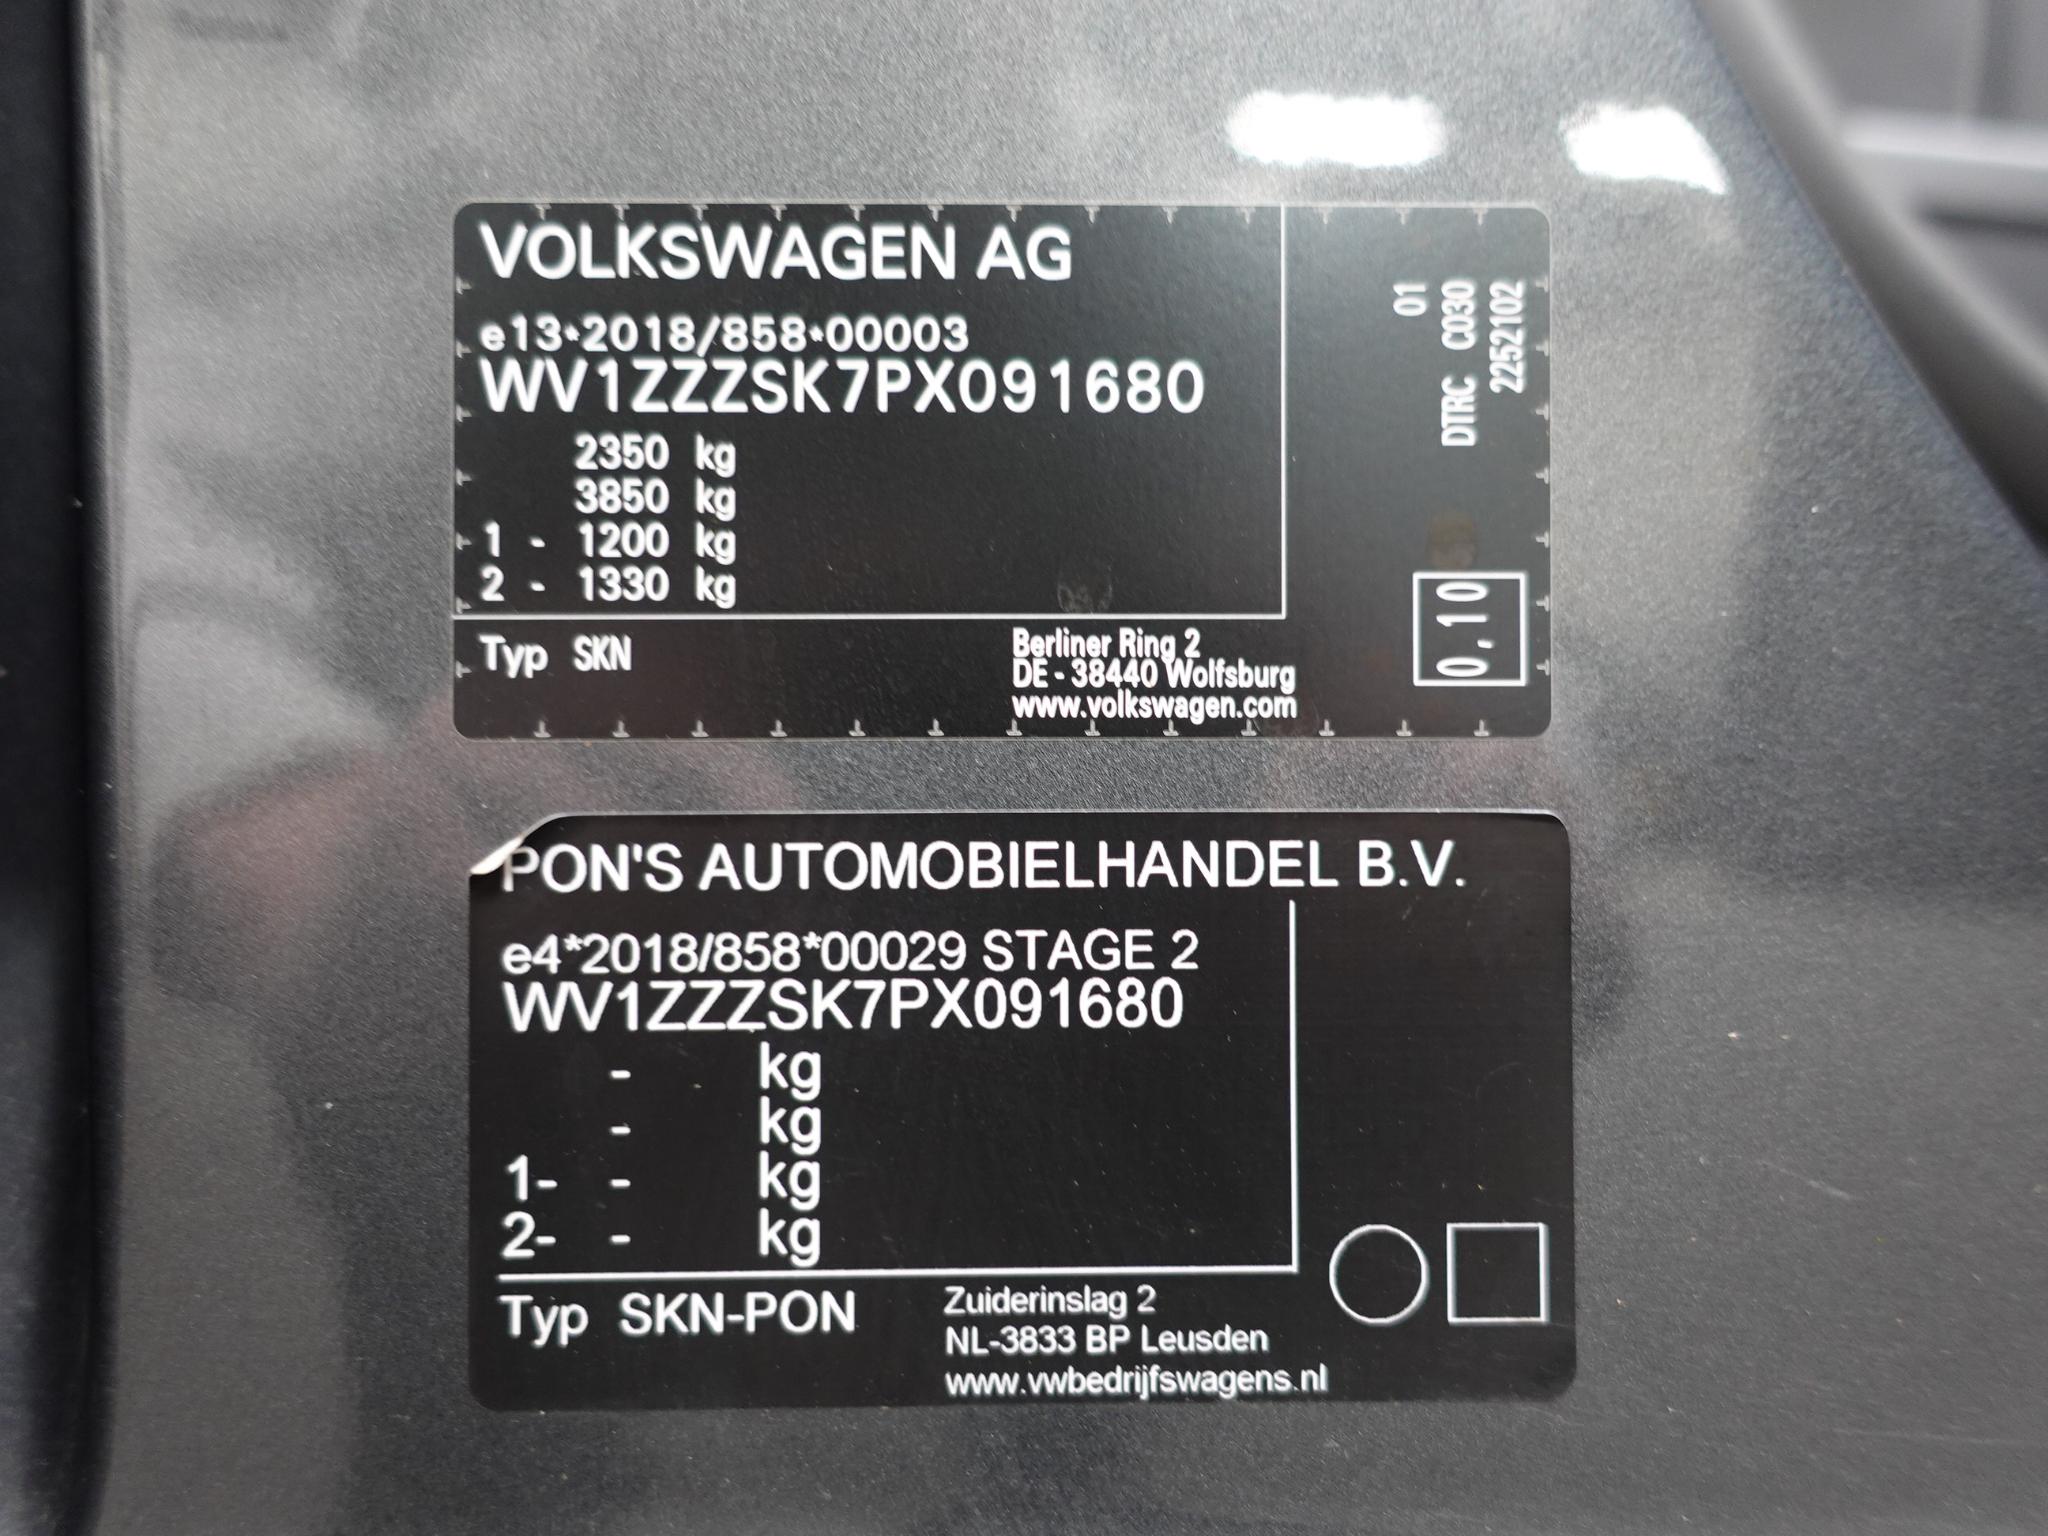 VOLKSWAGEN AG
e13*2018/858*00003
WV1ZZZSK7PX091680
2350 kg
3850 kg
1 - 1200 kg
2 - 1330 kg
Typ SKN
Berliner Ring 2
DE - 38440 Wolfsburg
www.volkswagen.com
01
DTRC C030
2252102
0,10
PON'S AUTOMOBIELHANDEL B.V.
e4*2018/858*00029 STAGE 2
WV1ZZZSK7PX091680
- kg
- kg
1- - kg
2- - kg
Typ SKN-PON
Zuiderinslag 2
NL-3833 BP Leusden
www.vwbedrijfswagens.nl